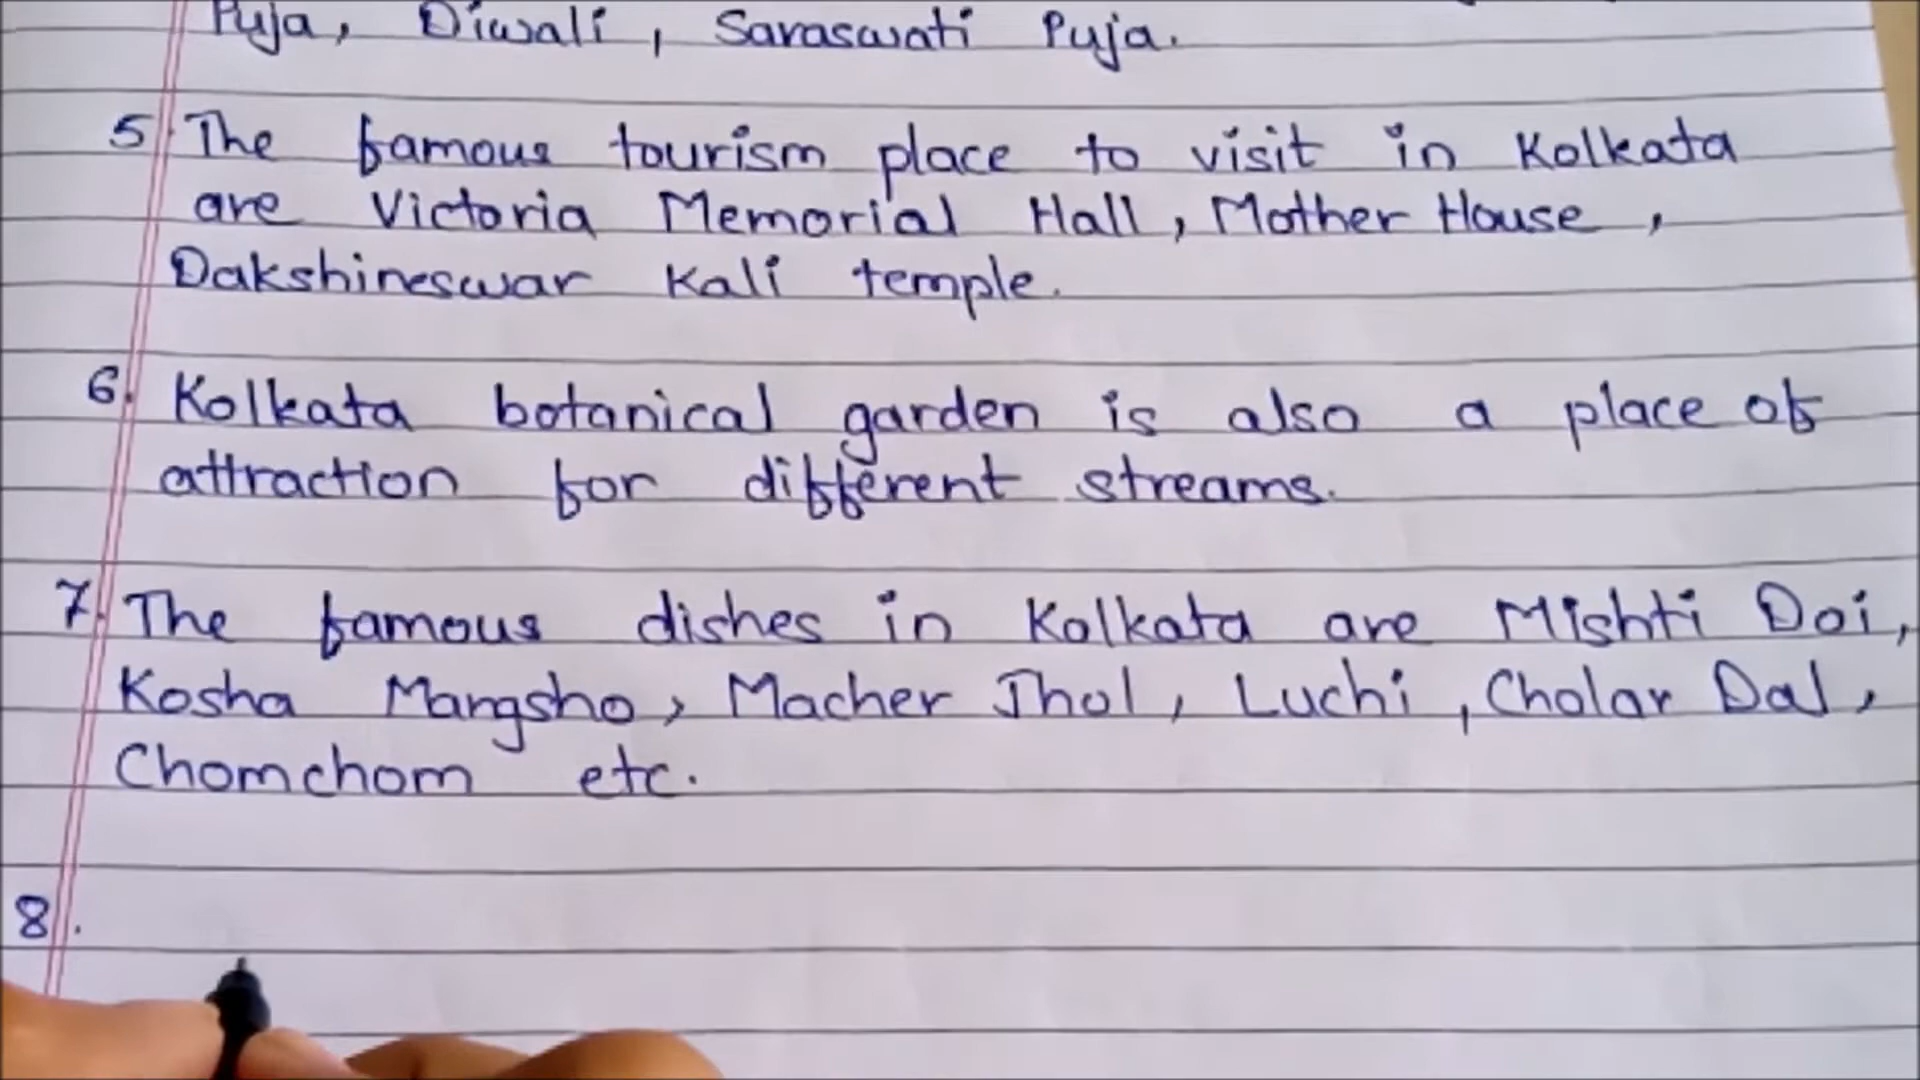 Puja, Diwali, Saraswati Puja.
5. The famous tourism place to visit in Kolkata
are Victoria Memorial Hall, Mother House,
Dakshineswar Kali temple.
6. Kolkata botanical garden is also a place of
attraction for different streams.
7. The famous dishes in Kolkata are Mishti Doi,
Kosha Mangsho, Macher Jhol, Luchi, Cholar Dal,
Chomchom etc.
8.